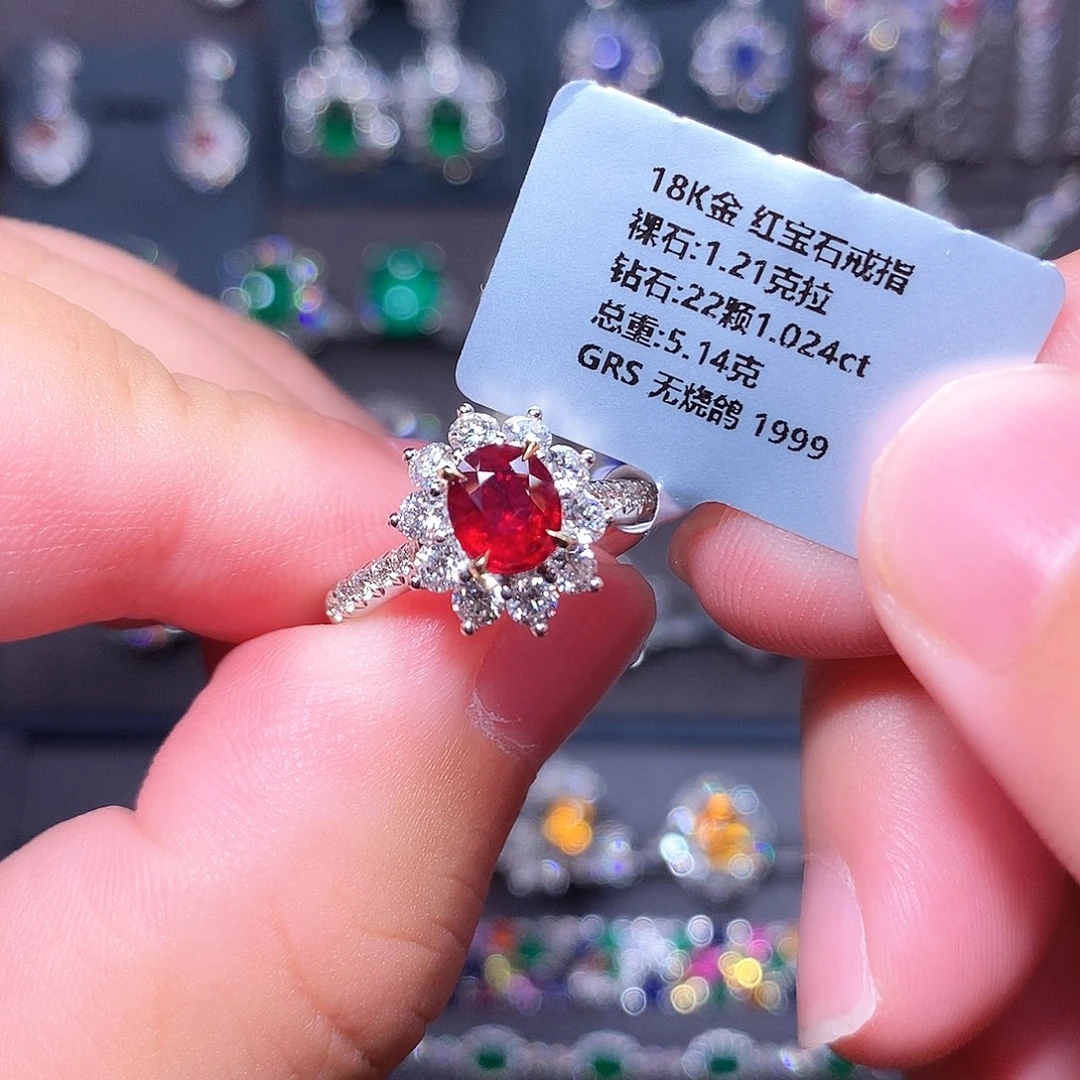 18K金 红宝石戒指
裸石:1.21克拉
钻石:22颗1.024ct
总重:5.14克
GRS 无烧鸽 1999